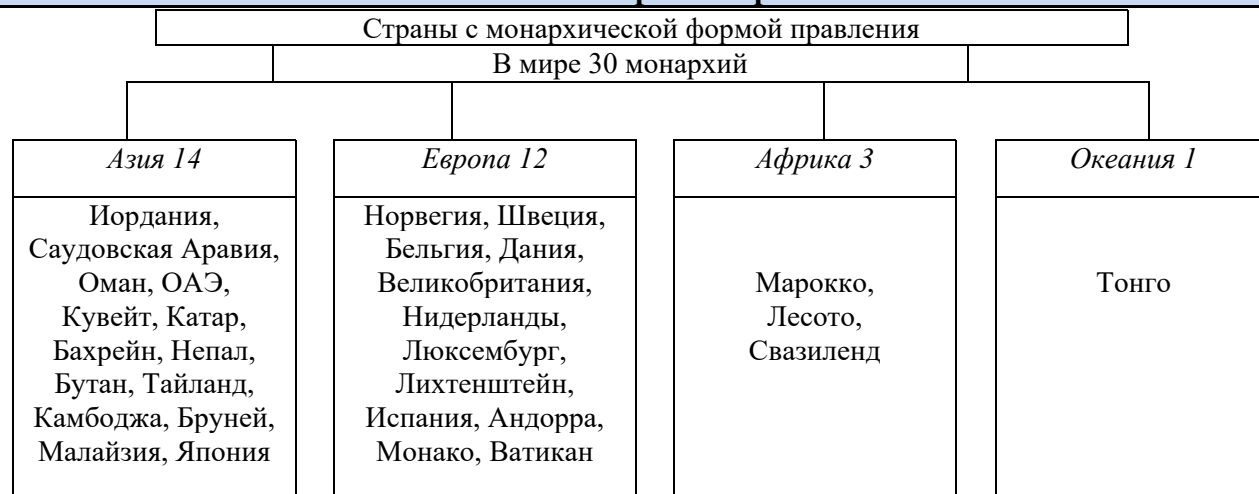 Страны с монархической формой правления
В мире 30 монархий
Азия 14
Иордания,
Саудовская Аравия,
Оман, ОАЭ,
Кувейт, Катар,
Бахрейн, Непал,
Бутан, Тайланд,
Камбоджа, Бруней,
Малайзия, Япония
Европа 12
Норвегия, Швеция,
Бельгия, Дания,
Великобритания,
Нидерланды,
Люксембург,
Лихтенштейн,
Испания, Андорра,
Монако, Ватикан
Африка 3
Марокко,
Лесото,
Свазиленд
Океания 1
Тонго